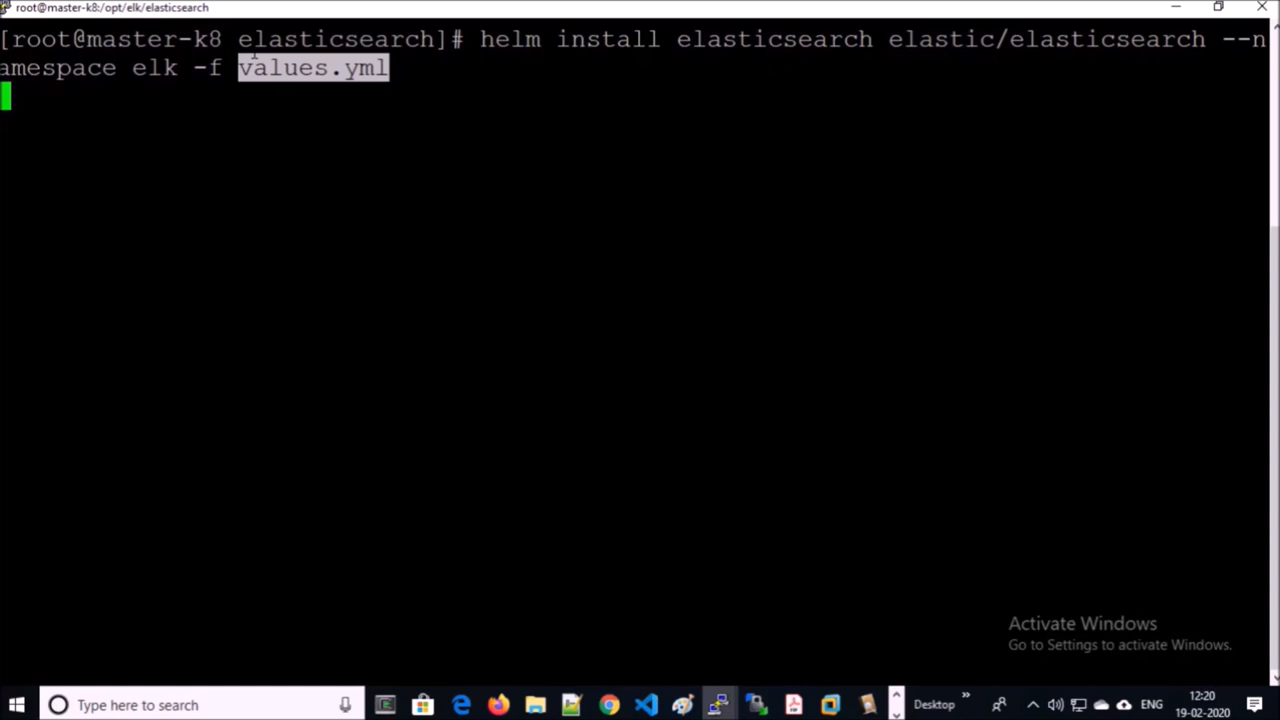 root@master-k8:/opt/elk/elasticsearch
[root@master-k8 elasticsearch]# helm install elasticsearch elastic/elasticsearch --n
amespace elk -f values.yml
Activate Windows
Go to Settings to activate Windows.
Type here to search
Desktop
ENG
12:20
19-02-2020